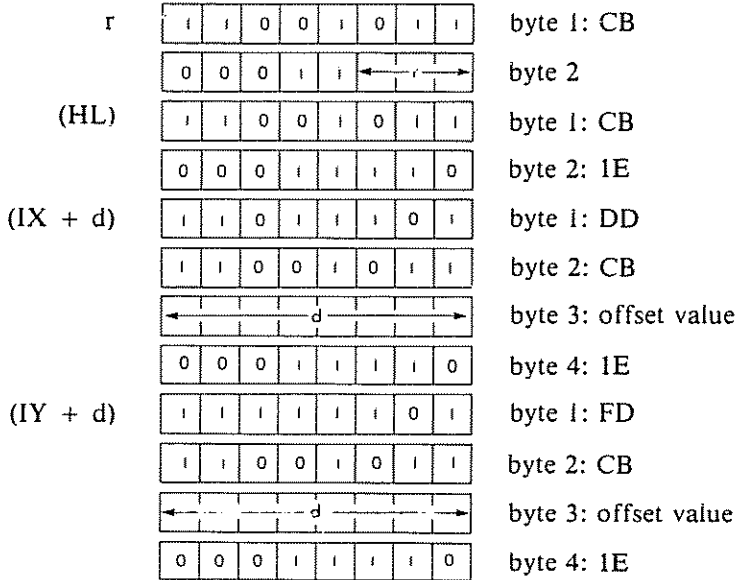 r 1 1 0 0 1 0 1 1 byte 1: CB
0 0 0 1 1 r byte 2
(HL) 1 1 0 0 1 0 1 1 byte 1: CB
0 0 0 1 1 1 1 0 byte 2: 1E
(IX + d) 1 1 0 1 1 1 0 1 byte 1: DD
1 1 0 0 1 0 1 1 byte 2: CB
d byte 3: offset value
0 0 0 1 1 1 1 0 byte 4: 1E
(IY + d) 1 1 1 1 1 1 0 1 byte 1: FD
1 1 0 0 1 0 1 1 byte 2: CB
d byte 3: offset value
0 0 0 1 1 1 1 0 byte 4: 1E